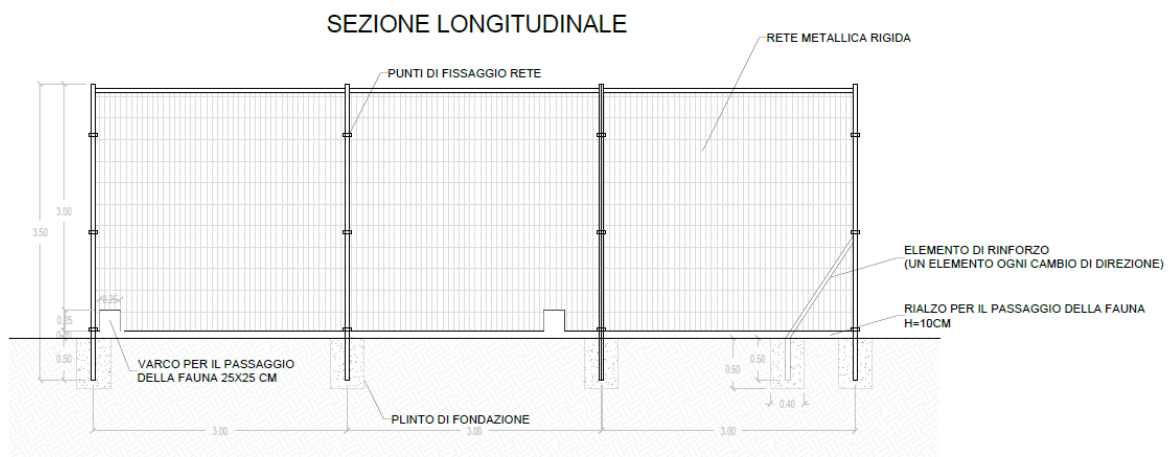 SEZIONE LONGITUDINALE
RETE METALLICA RIGIDA
PUNTI DI FISSAGGIO RETE
3.00
3.50
ELEMENTO DI RINFORZO
(UN ELEMENTO OGNI CAMBIO DI DIREZIONE)
0.25
0.25
RIALZO PER IL PASSAGGIO DELLA FAUNA
H=10CM
0.50
VARCO PER IL PASSAGGIO
DELLA FAUNA 25X25 CM
0.60
0.50
0.40
PLINTO DI FONDAZIONE
3.00
3.00
3.00